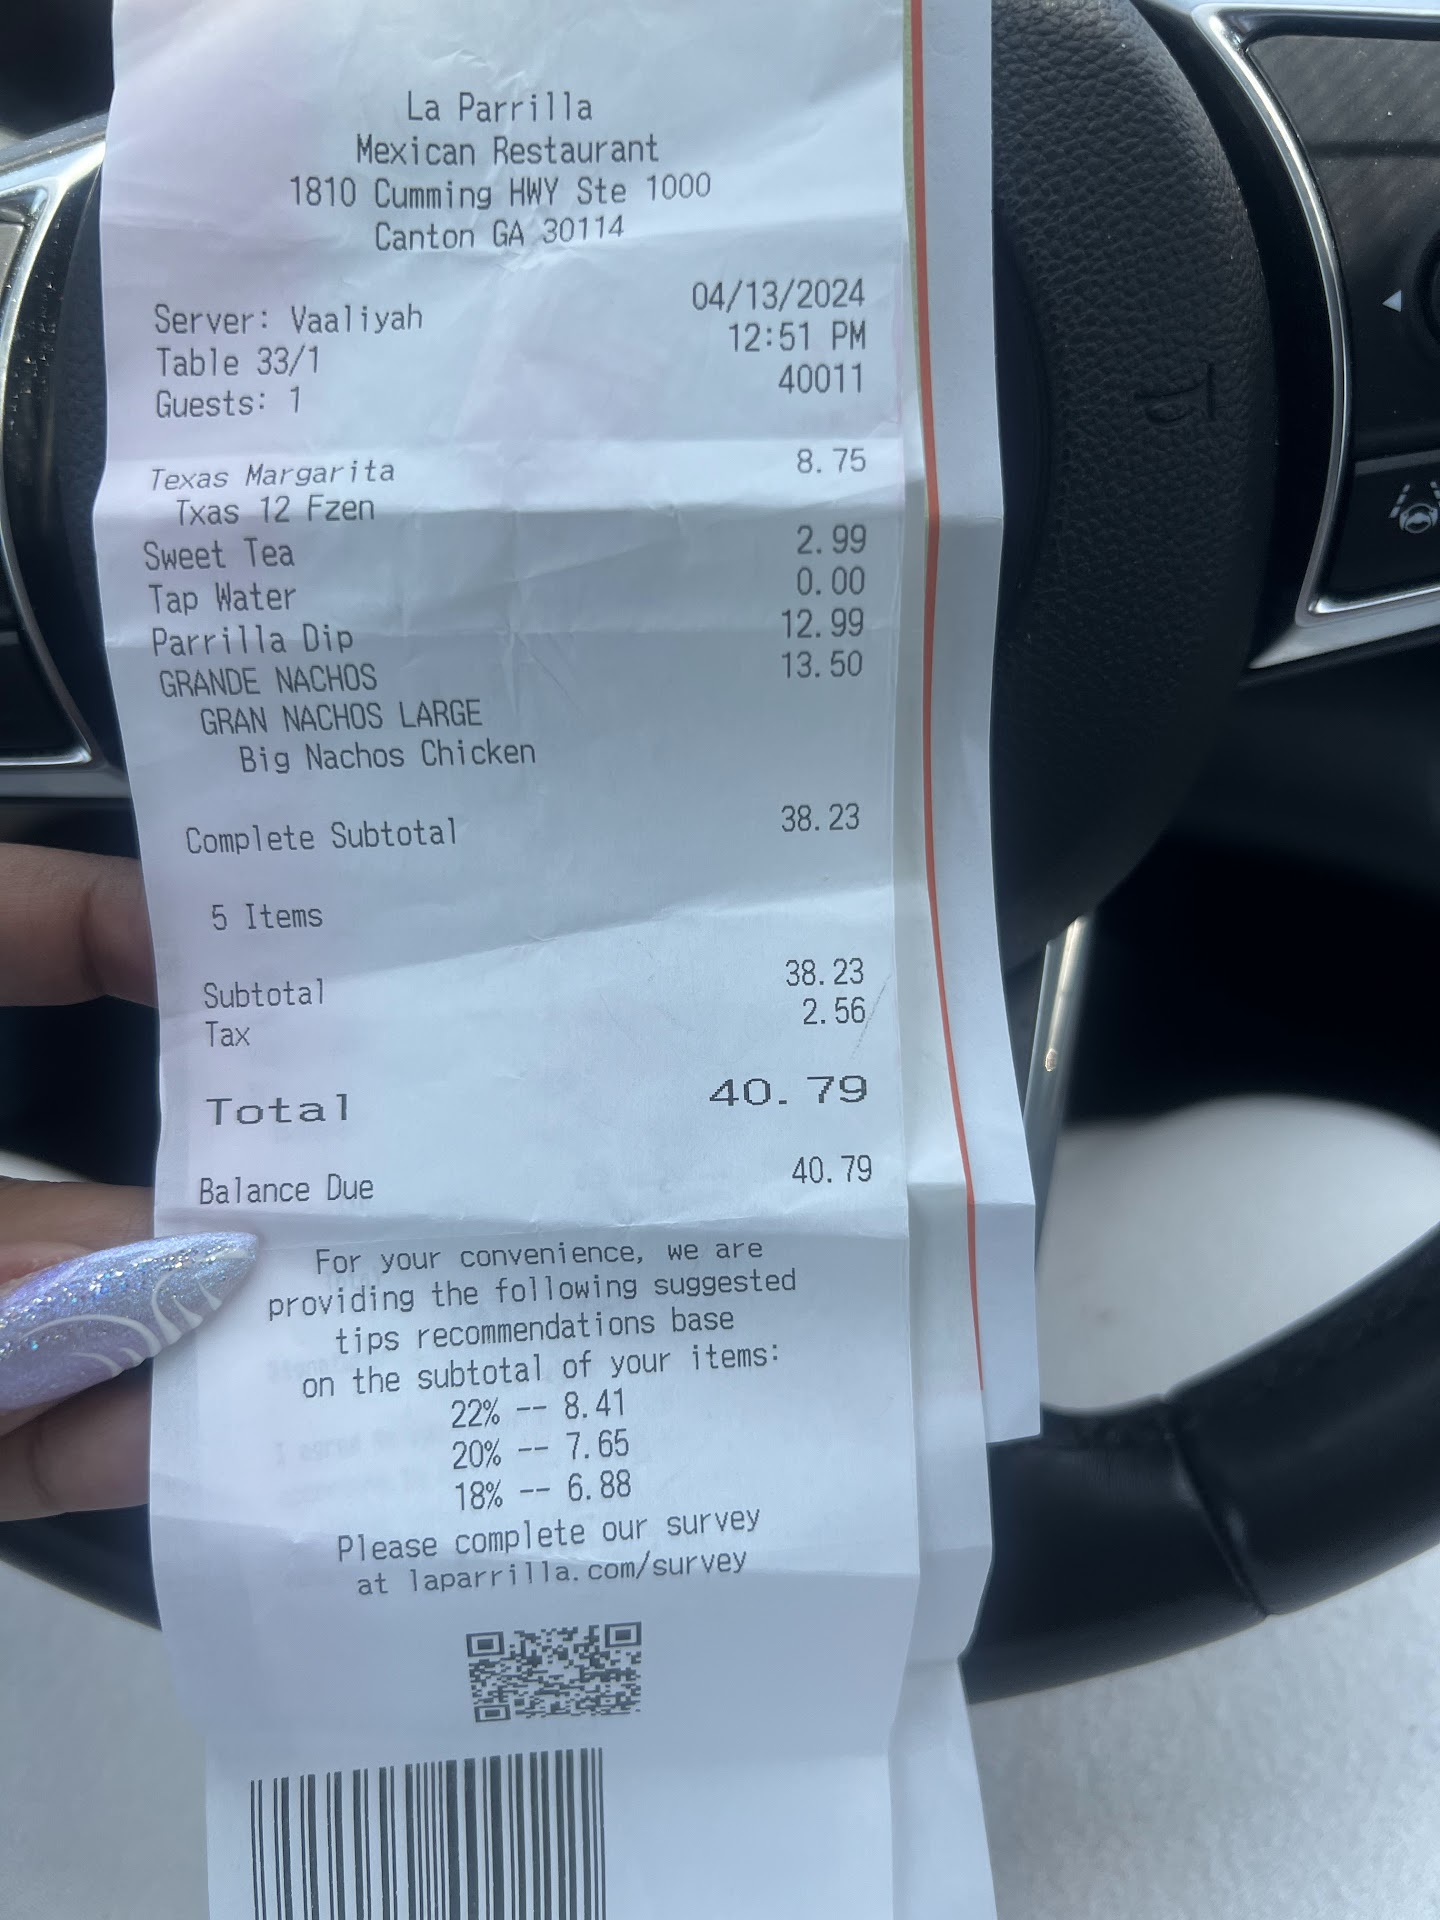 La Parrilla
Mexican Restaurant
1810 Cumming HWY Ste 1000
Canton GA 30114
Server: Vaaliyah 04/13/2024
Table 33/1 12:51 PM
Guests: 1 40011
Texas Margarita 8.75
Txas 12 Fzen
Sweet Tea 2.99
Tap Water 0.00
Parrilla Dip 12.99
GRANDE NACHOS 13.50
GRAN NACHOS LARGE
Big Nachos Chicken
Complete Subtotal 38.23
5 Items
Subtotal 38.23
Tax 2.56
Total 40.79
Balance Due 40.79
For your convenience, we are
providing the following suggested
tips recommendations base
on the subtotal of your items:
22% -- 8.41
20% -- 7.65
18% -- 6.88
Please complete our survey
at laparrilla.com/survey